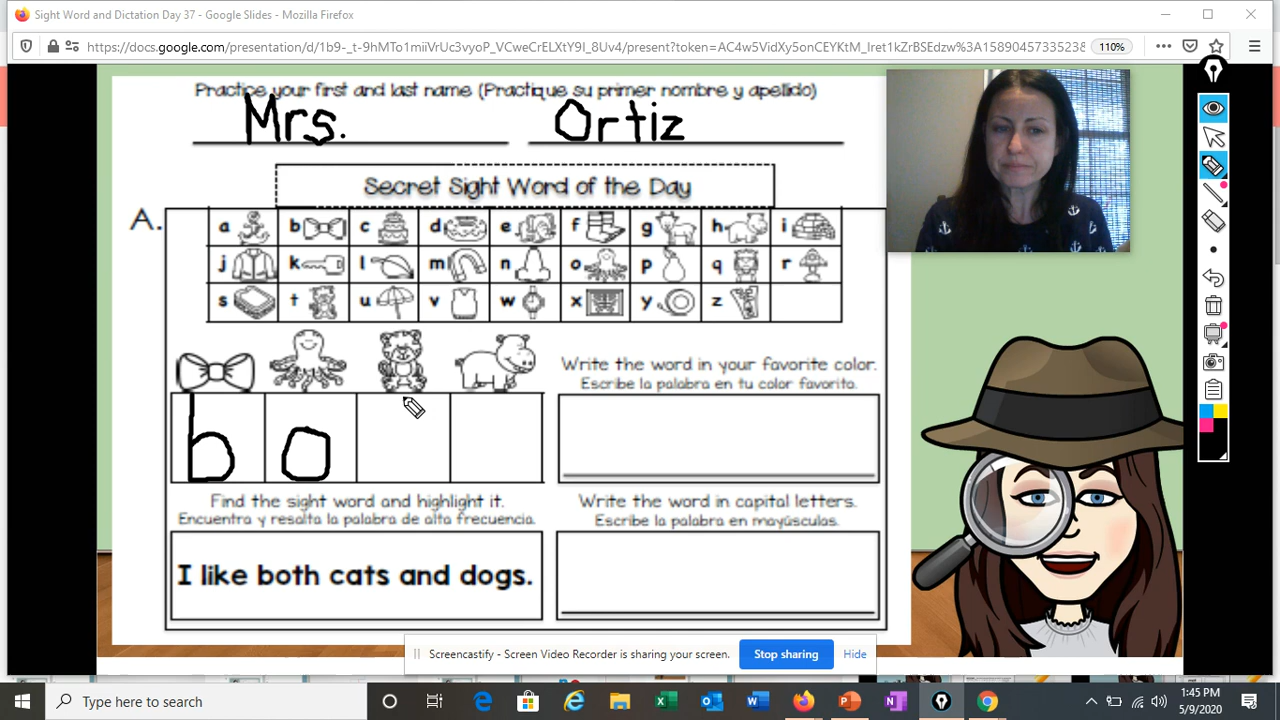 Sight Word and Dictation Day 37 - Google Slides - Mozilla Firefox
https://docs.google.com/presentation/d/1b9-_t-9hMTo1miiVrUc3vyoP_VCweCrELXtY9I_8Uv4/present?token=AC4w5VidXy5onCEYKtM_Iret1kZrBSEdzw%3A1589045733523 110%
Practice your first and last name (Practique su primer nombre y apellido)
Mrs. Ortiz
Secret Sight Word of the Day
A.
a b c d e f g h i
j k l m n o p q r
s t u v w x y z
Write the word in your favorite color.
Escribe la palabra en tu color favorito.
b o
Find the sight word and highlight it.
Encuentra y resalta la palabra de alta frecuencia.
Write the word in capital letters.
Escribe la palabra en mayúsculas.
I like both cats and dogs.
Screencastify - Screen Video Recorder is sharing your screen. Stop sharing Hide
Type here to search
1:45 PM
5/9/2020